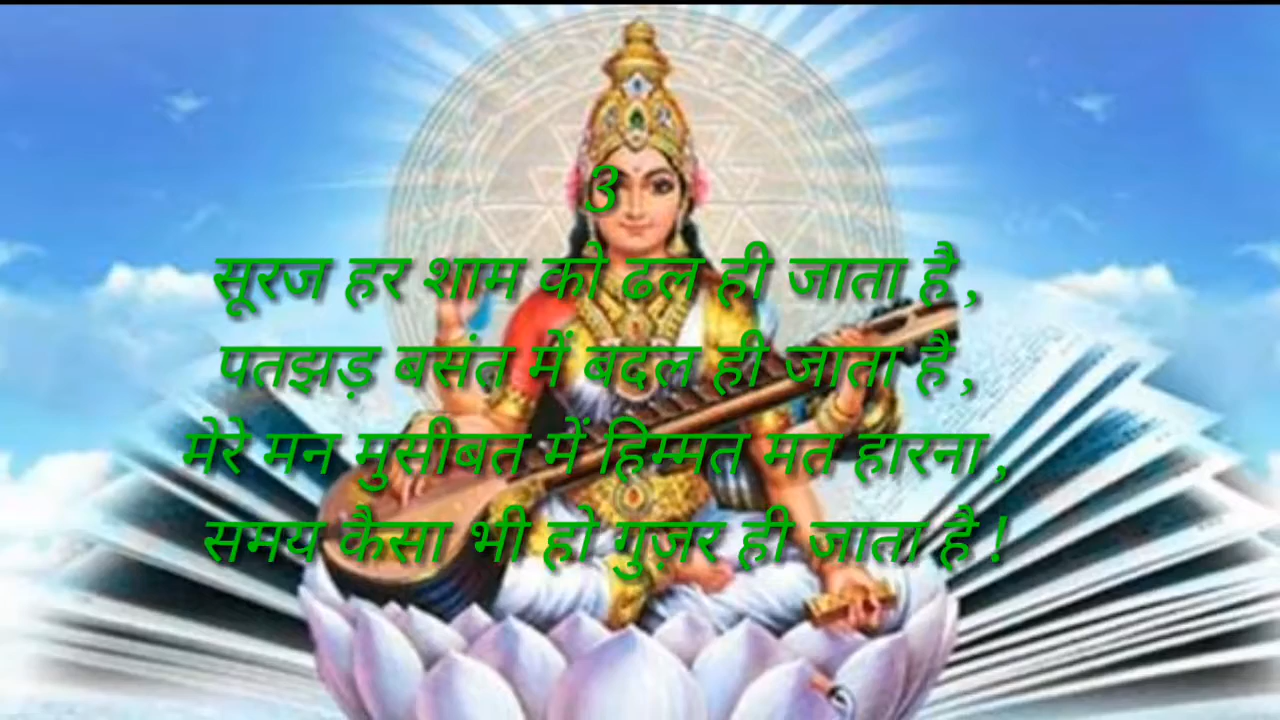 3
सूरज हर शाम को ढल ही जाता है ,
पतझड़ बसंत में बदल ही जाता है ,
मेरे मन मुसीबत में हिम्मत मत हारना ,
समय कैसा भी हो गुज़र ही जाता है !